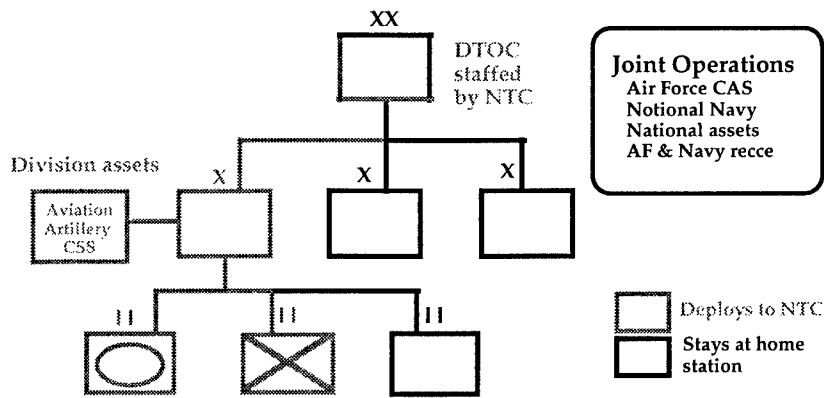 XX
DTOC
staffed
by NTC
Joint Operations
Air Force CAS
Notional Navy
National assets
AF & Navy recce
Division assets
Aviation
Artillery
CSS
X
X
X
II
II
II
Deploys to NTC
Stays at home
station